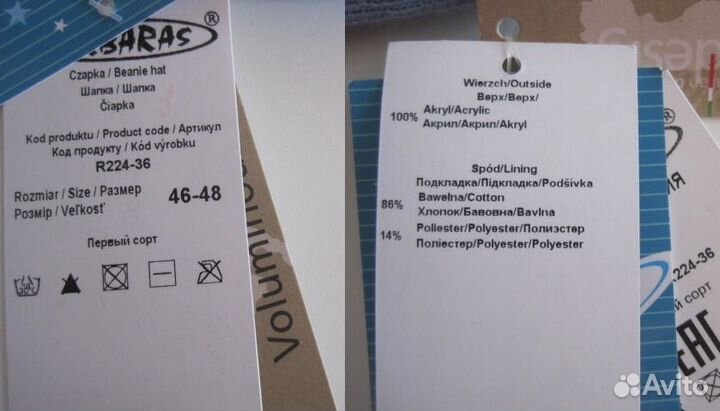 BARAS®
Czapka / Beanie hat
Шапка / Шапка
Čiapka
Kod produktu / Product code / Артикул
Код продукту / Kód výrobku
R224-36
Rozmiar / Size / Размер
Розмір / Veľkosť
46-48
Первый сорт
Wierzch/Outside
Верх/Верх/
100% Akryl/Acrylic
Акрил/Акрил/Akryl
Spód/Lining
Подкладка/Підкладка/Podšívka
Bawełna/Cotton
86%
Хлопок/Бавовна/Bavlna
Poliester/Polyester/Полиэстер
14%
Поліестер/Polyester/Polyester
224-36
й сорт
EAC
Avito